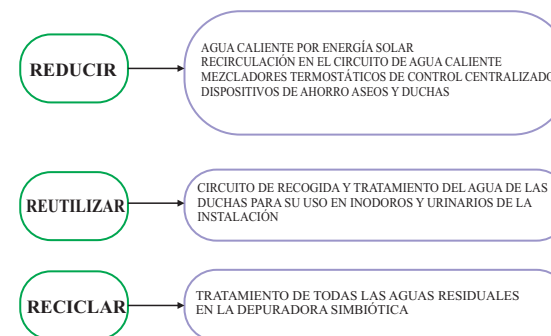 REDUCIR
AGUA CALIENTE POR ENERGÍA SOLAR
RECIRCULACIÓN EN EL CIRCUITO DE AGUA CALIENTE
MEZCLADORES TERMOSTÁTICOS DE CONTROL CENTRALIZADO
DISPOSITIVOS DE AHORRO ASEOS Y DUCHAS
REUTILIZAR
CIRCUITO DE RECOGIDA Y TRATAMIENTO DEL AGUA DE LAS
DUCHAS PARA SU USO EN INODOROS Y URINARIOS DE LA
INSTALACIÓN
RECICLAR
TRATAMIENTO DE TODAS LAS AGUAS RESIDUALES
EN LA DEPURADORA SIMBIÓTICA